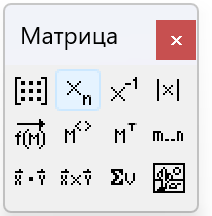 Матрица
[⋮⋮⋮] Xₙ X⁻¹ |x|
f(M) M<> Mᵀ m..n
x⃗·y⃗ x⃗×y⃗ Σv